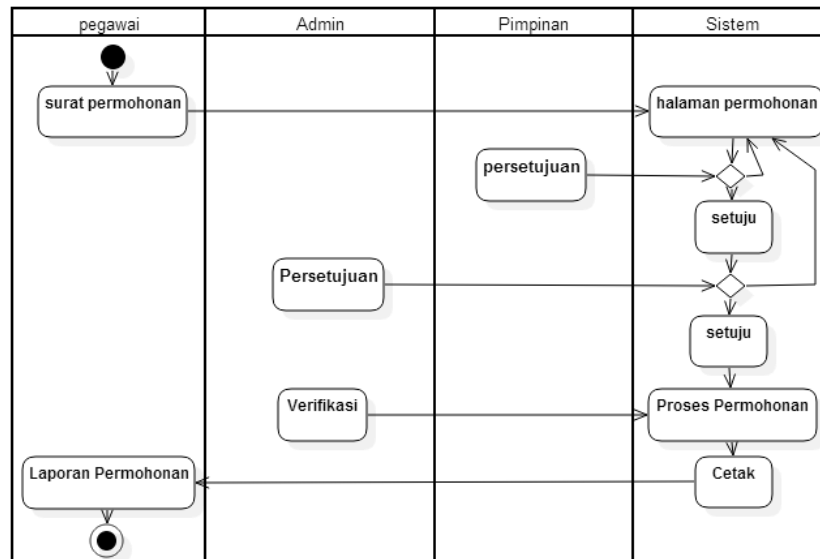 pegawai
Admin
Pimpinan
Sistem
surat permohonan
halaman permohonan
persetujuan
setuju
Persetujuan
setuju
Verifikasi
Proses Permohonan
Laporan Permohonan
Cetak